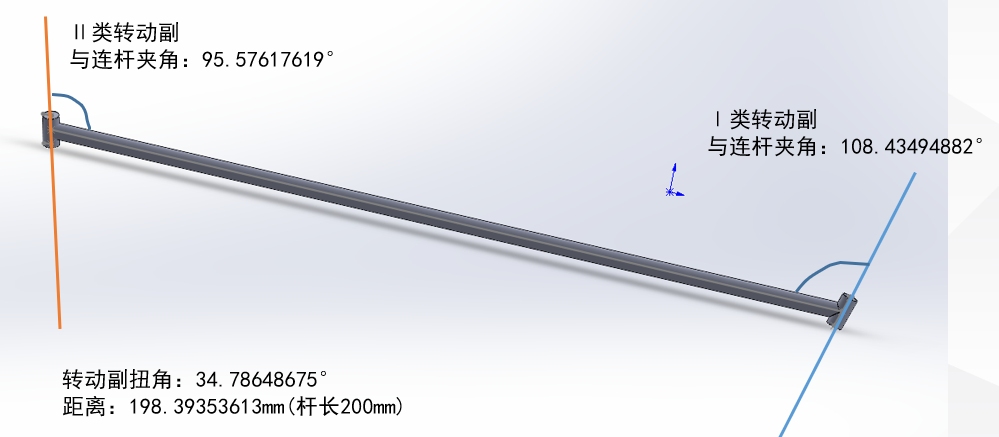 Ⅱ类转动副
与连杆夹角：95.57617619°
Ⅰ类转动副
与连杆夹角：108.43494882°
转动副扭角：34.78648675°
距离：198.39353613mm(杆长200mm)